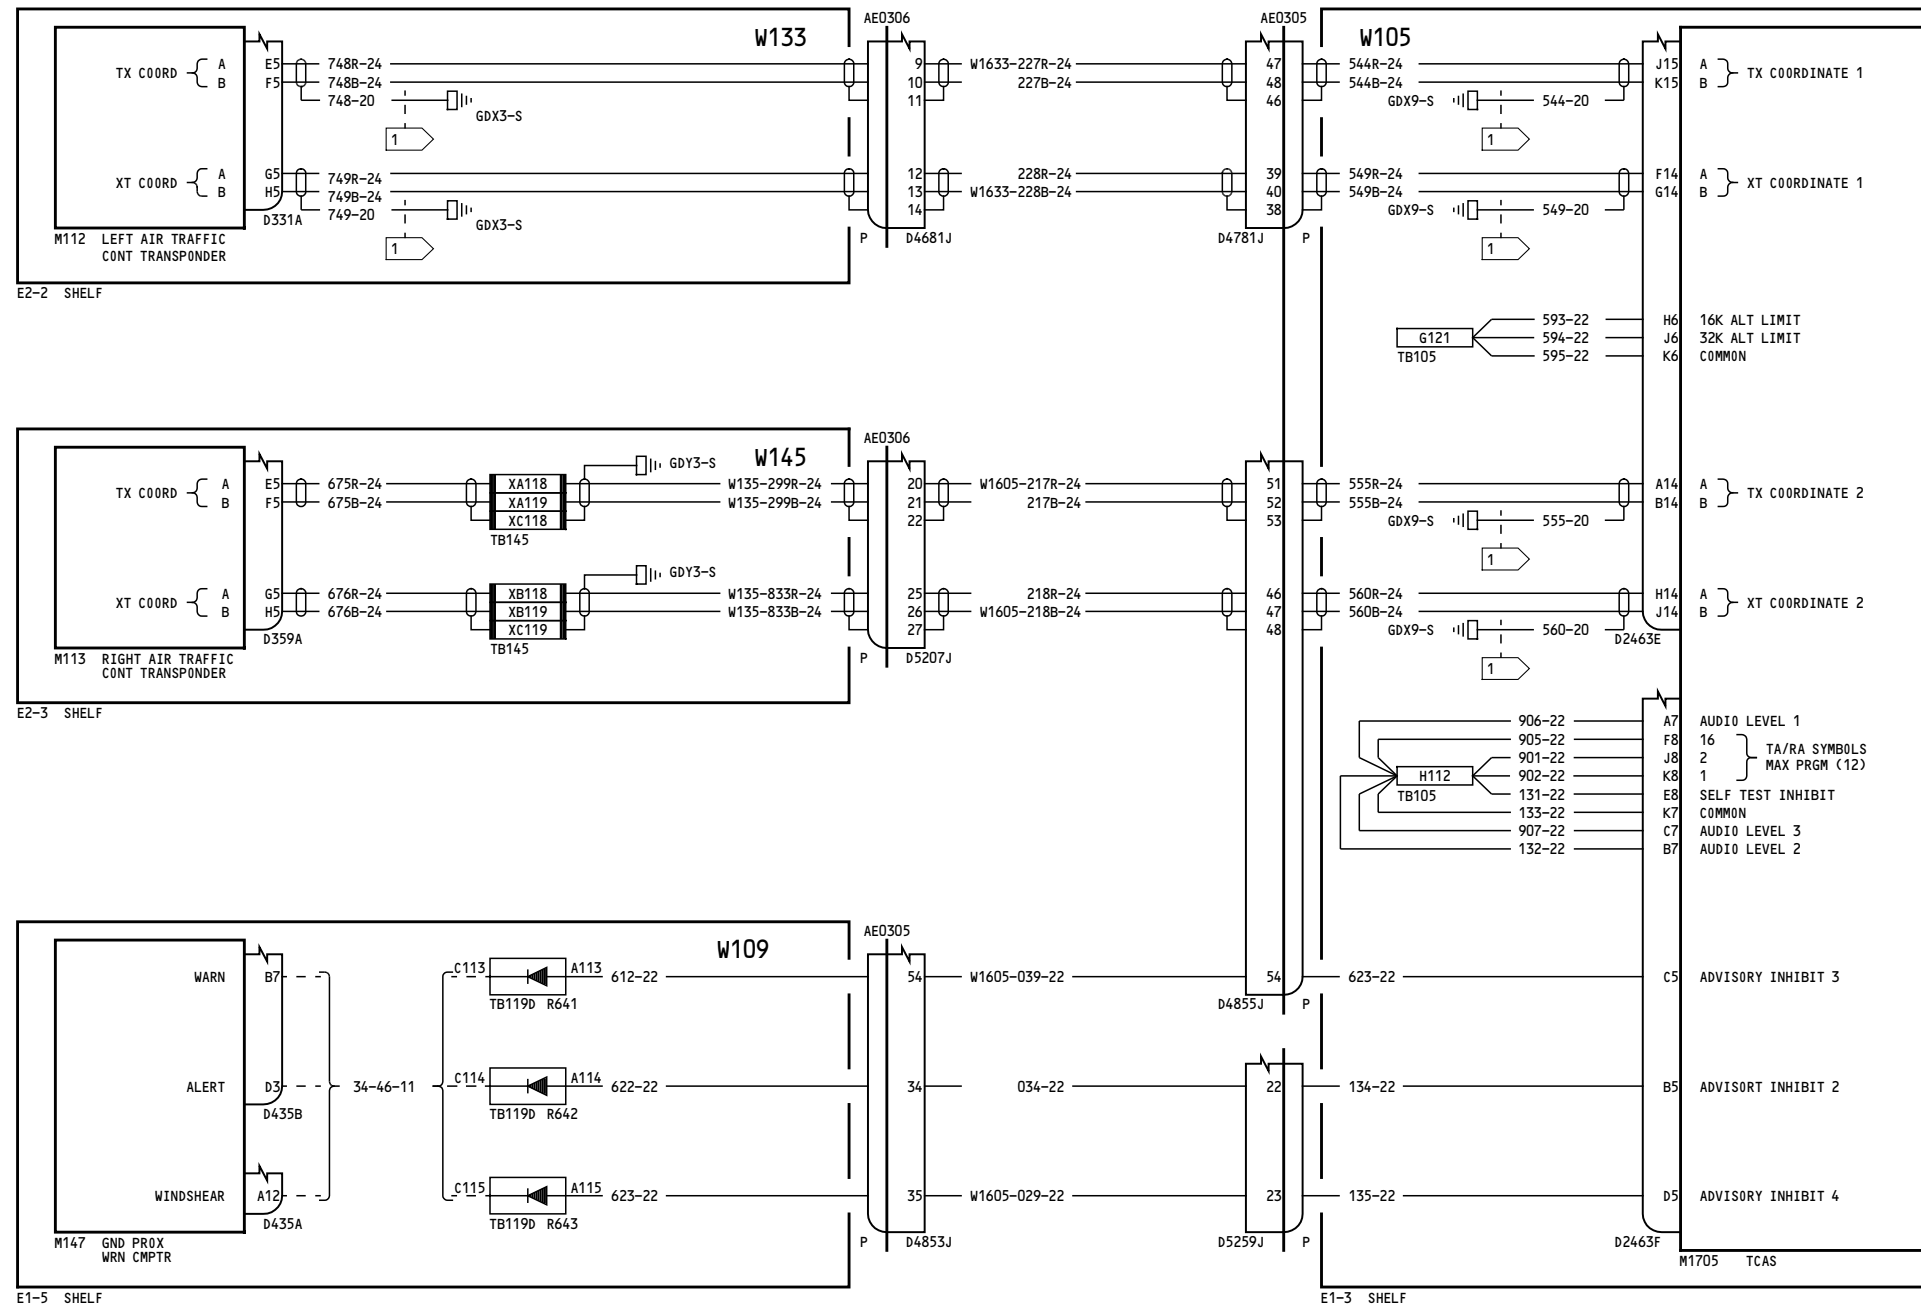 AE0306
AE0305
W133
W105
TX COORD
A
B
E5
F5
748R-24
748B-24
748-20
GDX3-S
1
9
10
11
W1633-227R-24
227B-24
47
48
46
544R-24
544B-24
GDX9-S
544-20
1
J15
K15
A
B
TX COORDINATE 1
XT COORD
A
B
G5
H5
749R-24
749B-24
749-20
GDX3-S
1
D331A
12
13
14
228R-24
W1633-228B-24
39
40
38
549R-24
549B-24
GDX9-S
549-20
1
F14
G14
A
B
XT COORDINATE 1
M112 LEFT AIR TRAFFIC
CONT TRANSPONDER
P
D4681J
D4781J
P
E2-2 SHELF
G121
TB105
593-22
594-22
595-22
H6 16K ALT LIMIT
J6 32K ALT LIMIT
K6 COMMON
AE0306
W145
TX COORD
A
B
E5
F5
675R-24
675B-24
XA118
XA119
XC118
TB145
GDY3-S
W135-299R-24
W135-299B-24
20
21
22
W1605-217R-24
217B-24
51
52
53
555R-24
555B-24
GDX9-S
555-20
1
A14
B14
A
B
TX COORDINATE 2
XT COORD
A
B
G5
H5
676R-24
676B-24
D359A
XB118
XB119
XC119
TB145
GDY3-S
W135-833R-24
W135-833B-24
25
26
27
218R-24
W1605-218B-24
46
47
48
560R-24
560B-24
GDX9-S
560-20
1
H14
J14
A
B
XT COORDINATE 2
D2463E
M113 RIGHT AIR TRAFFIC
CONT TRANSPONDER
P
D5207J
E2-3 SHELF
906-22 A7 AUDIO LEVEL 1
905-22 F8 16
901-22 J8 2
902-22 K8 1
TA/RA SYMBOLS
MAX PRGM (12)
H112
TB105
131-22 E8 SELF TEST INHIBIT
133-22 K7 COMMON
907-22 C7 AUDIO LEVEL 3
132-22 B7 AUDIO LEVEL 2
AE0305
W109
WARN
B7
C113
A113
612-22
TB119D R641
54
W1605-039-22
54
623-22
C5 ADVISORY INHIBIT 3
D4855J
P
ALERT
D3
D435B
34-46-11
C114
A114
622-22
TB119D R642
34
034-22
22
134-22
B5 ADVISORT INHIBIT 2
WINDSHEAR
A12
D435A
C115
A115
623-22
TB119D R643
35
W1605-029-22
23
135-22
D5 ADVISORY INHIBIT 4
M147 GND PROX
WRN CMPTR
P
D4853J
D5259J
P
D2463F
M1705 TCAS
E1-5 SHELF
E1-3 SHELF